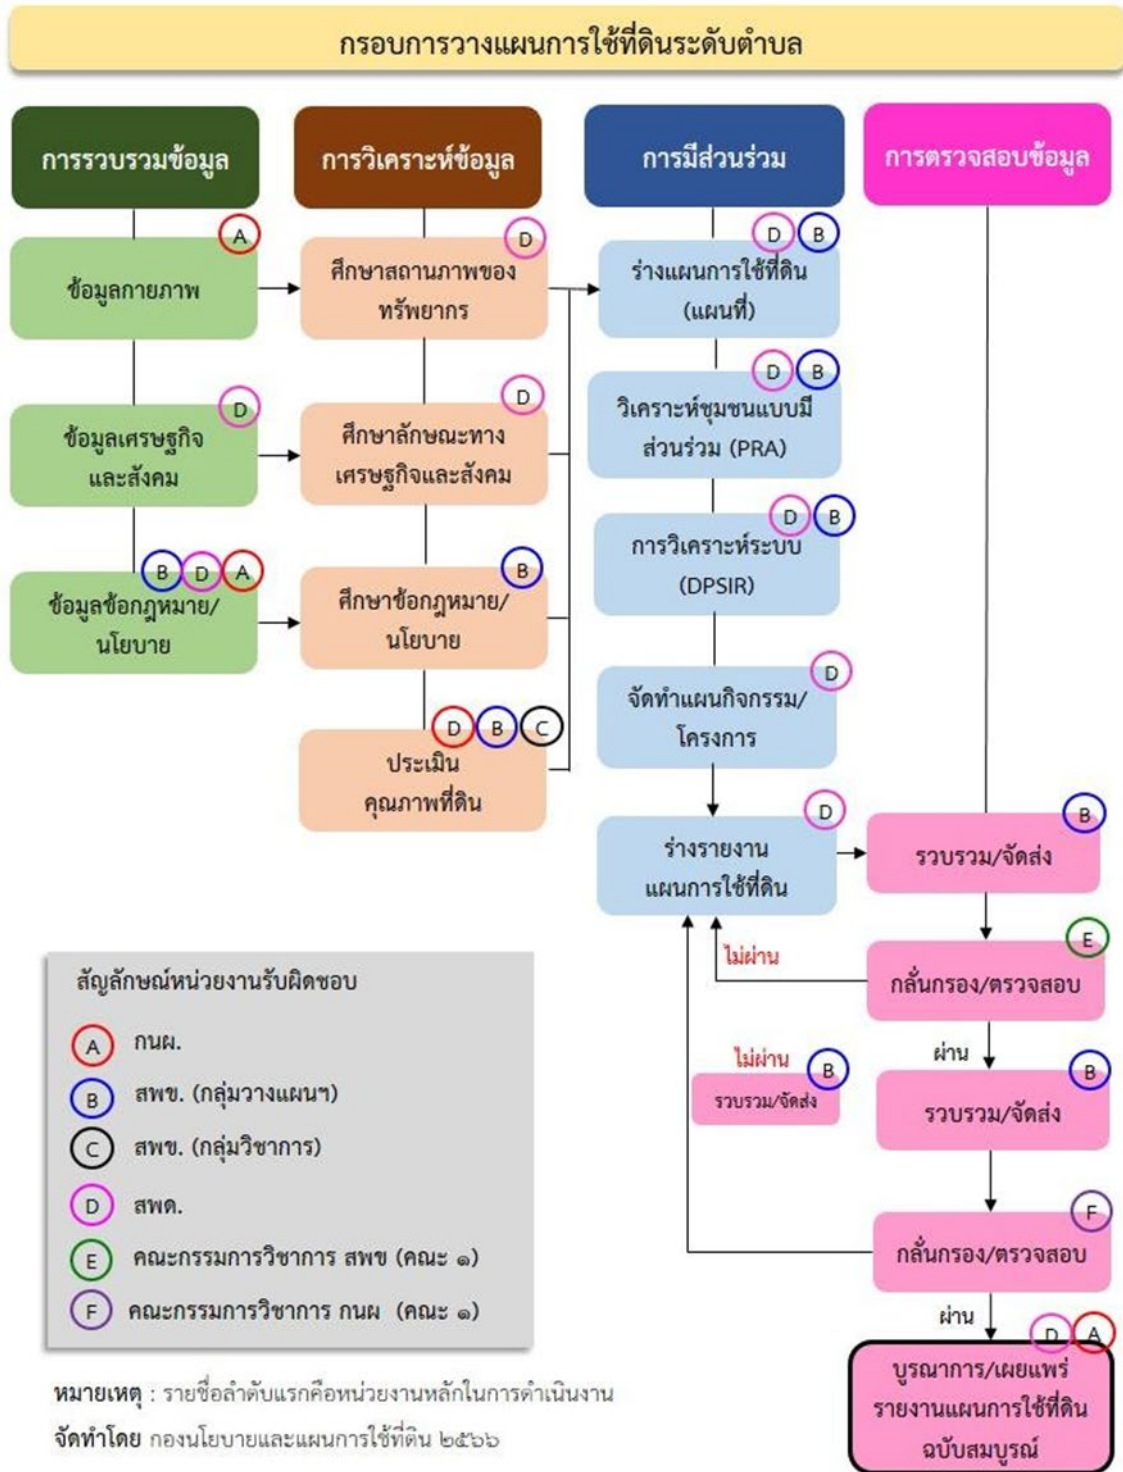 กรอบการวางแผนการใช้ที่ดินระดับตำบล
การรวบรวมข้อมูล
A
ข้อมูลกายภาพ
D
ข้อมูลเศรษฐกิจ
และสังคม
B D A
ข้อมูลข้อกฎหมาย/
นโยบาย
การวิเคราะห์ข้อมูล
D
ศึกษาสถานภาพของ
ทรัพยากร
D
ศึกษาลักษณะทาง
เศรษฐกิจและสังคม
B
ศึกษาข้อกฎหมาย/
นโยบาย
D B C
ประเมิน
คุณภาพที่ดิน
การมีส่วนร่วม
D B
ร่างแผนการใช้ที่ดิน
(แผนที่)
D B
วิเคราะห์ชุมชนแบบมี
ส่วนร่วม (PRA)
D B
การวิเคราะห์ระบบ
(DPSIR)
D
จัดทำแผนกิจกรรม/
โครงการ
D
ร่างรายงาน
แผนการใช้ที่ดิน
การตรวจสอบข้อมูล
B
รวบรวม/จัดส่ง
E
กลั่นกรอง/ตรวจสอบ
ไม่ผ่าน
ผ่าน
B
รวบรวม/จัดส่ง
ไม่ผ่าน
B
รวบรวม/จัดส่ง
F
กลั่นกรอง/ตรวจสอบ
ผ่าน
D A
บูรณาการ/เผยแพร่
รายงานแผนการใช้ที่ดิน
ฉบับสมบูรณ์
สัญลักษณ์หน่วยงานรับผิดชอบ
A กนผ.
B สพข. (กลุ่มวางแผนฯ)
C สพข. (กลุ่มวิชาการ)
D สพด.
E คณะกรรมการวิชาการ สพข (คณะ ๑)
F คณะกรรมการวิชาการ กนผ (คณะ ๑)
หมายเหตุ : รายชื่อลำดับแรกคือหน่วยงานหลักในการดำเนินงาน
จัดทำโดย กองนโยบายและแผนการใช้ที่ดิน ๒๕๖๖